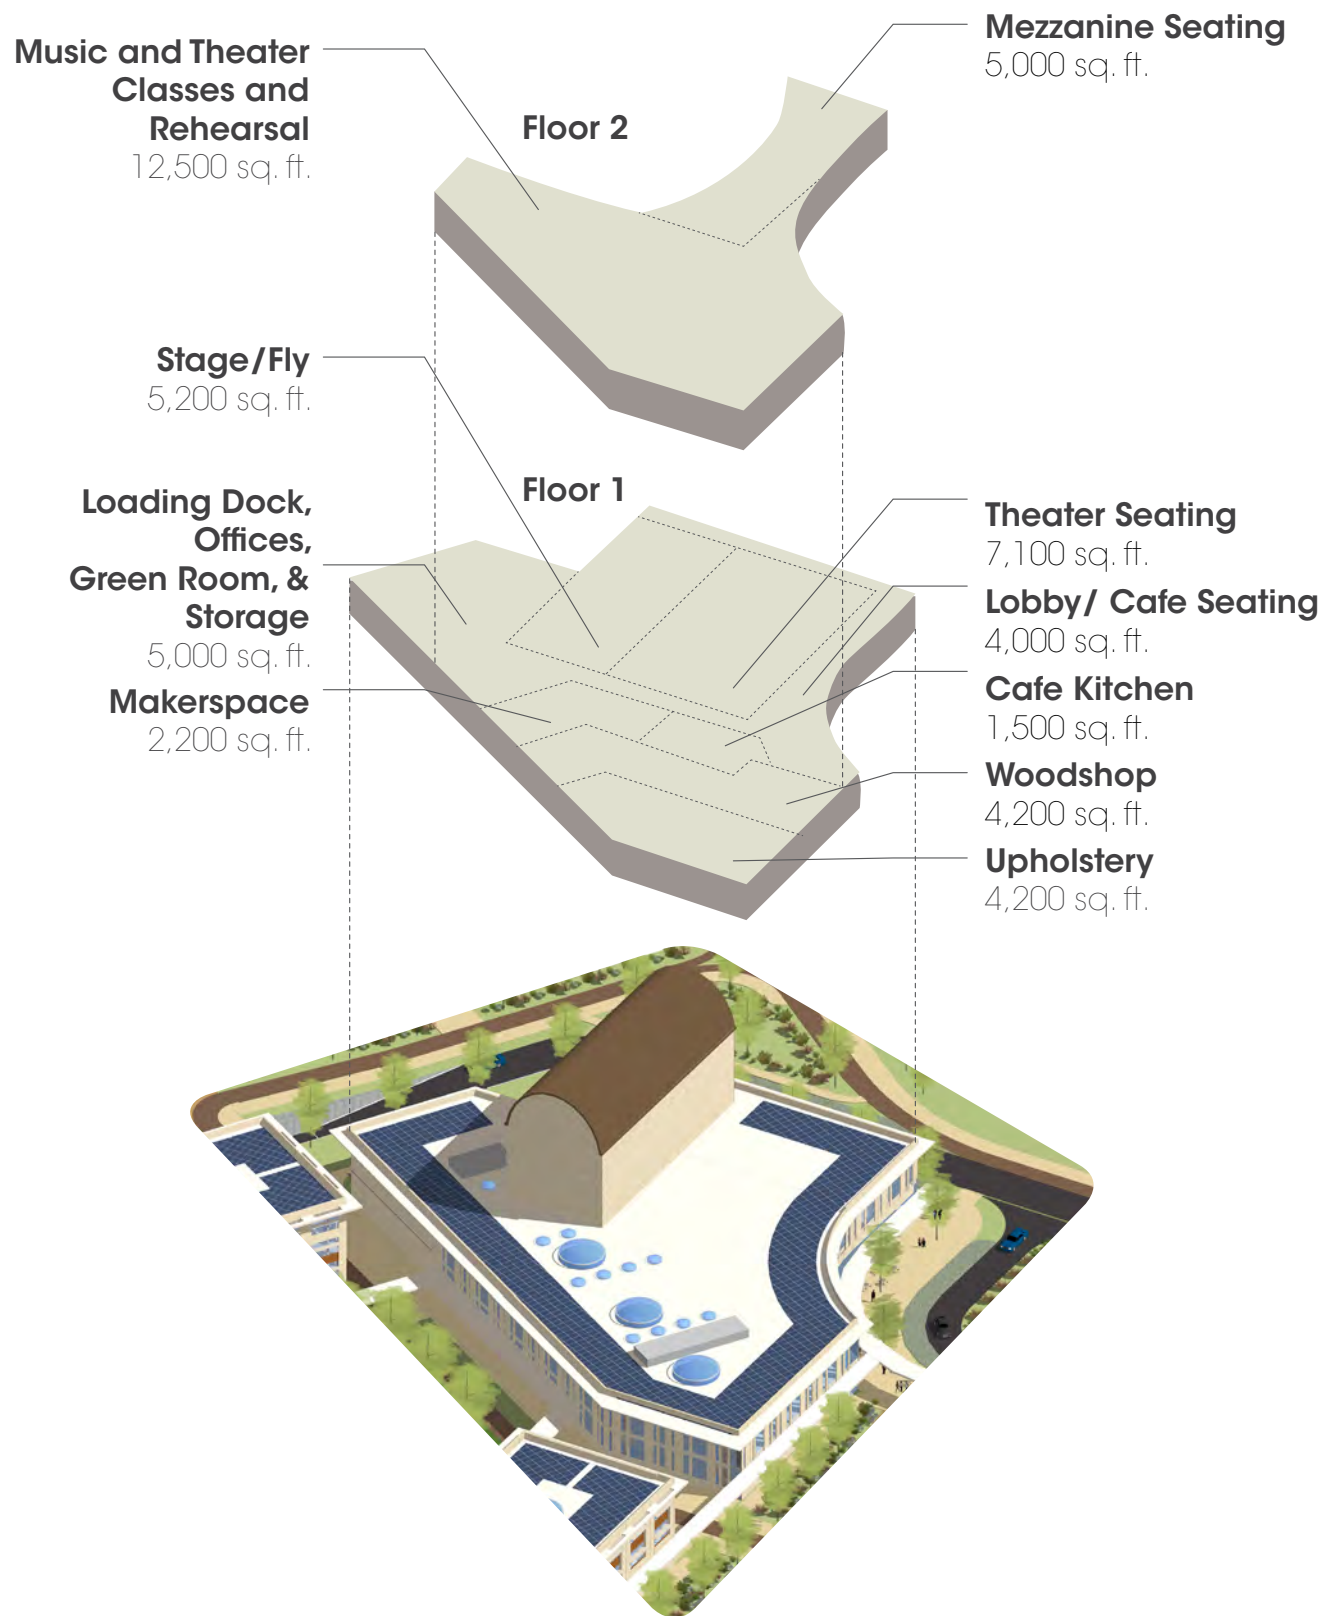 Music and Theater
Classes and
Rehearsal
12,500 sq. ft.
Floor 2
Mezzanine Seating
5,000 sq. ft.
Stage/Fly
5,200 sq. ft.
Floor 1
Loading Dock,
Offices,
Green Room, &
Storage
5,000 sq. ft.
Makerspace
2,200 sq. ft.
Theater Seating
7,100 sq. ft.
Lobby/ Cafe Seating
4,000 sq. ft.
Cafe Kitchen
1,500 sq. ft.
Woodshop
4,200 sq. ft.
Upholstery
4,200 sq. ft.